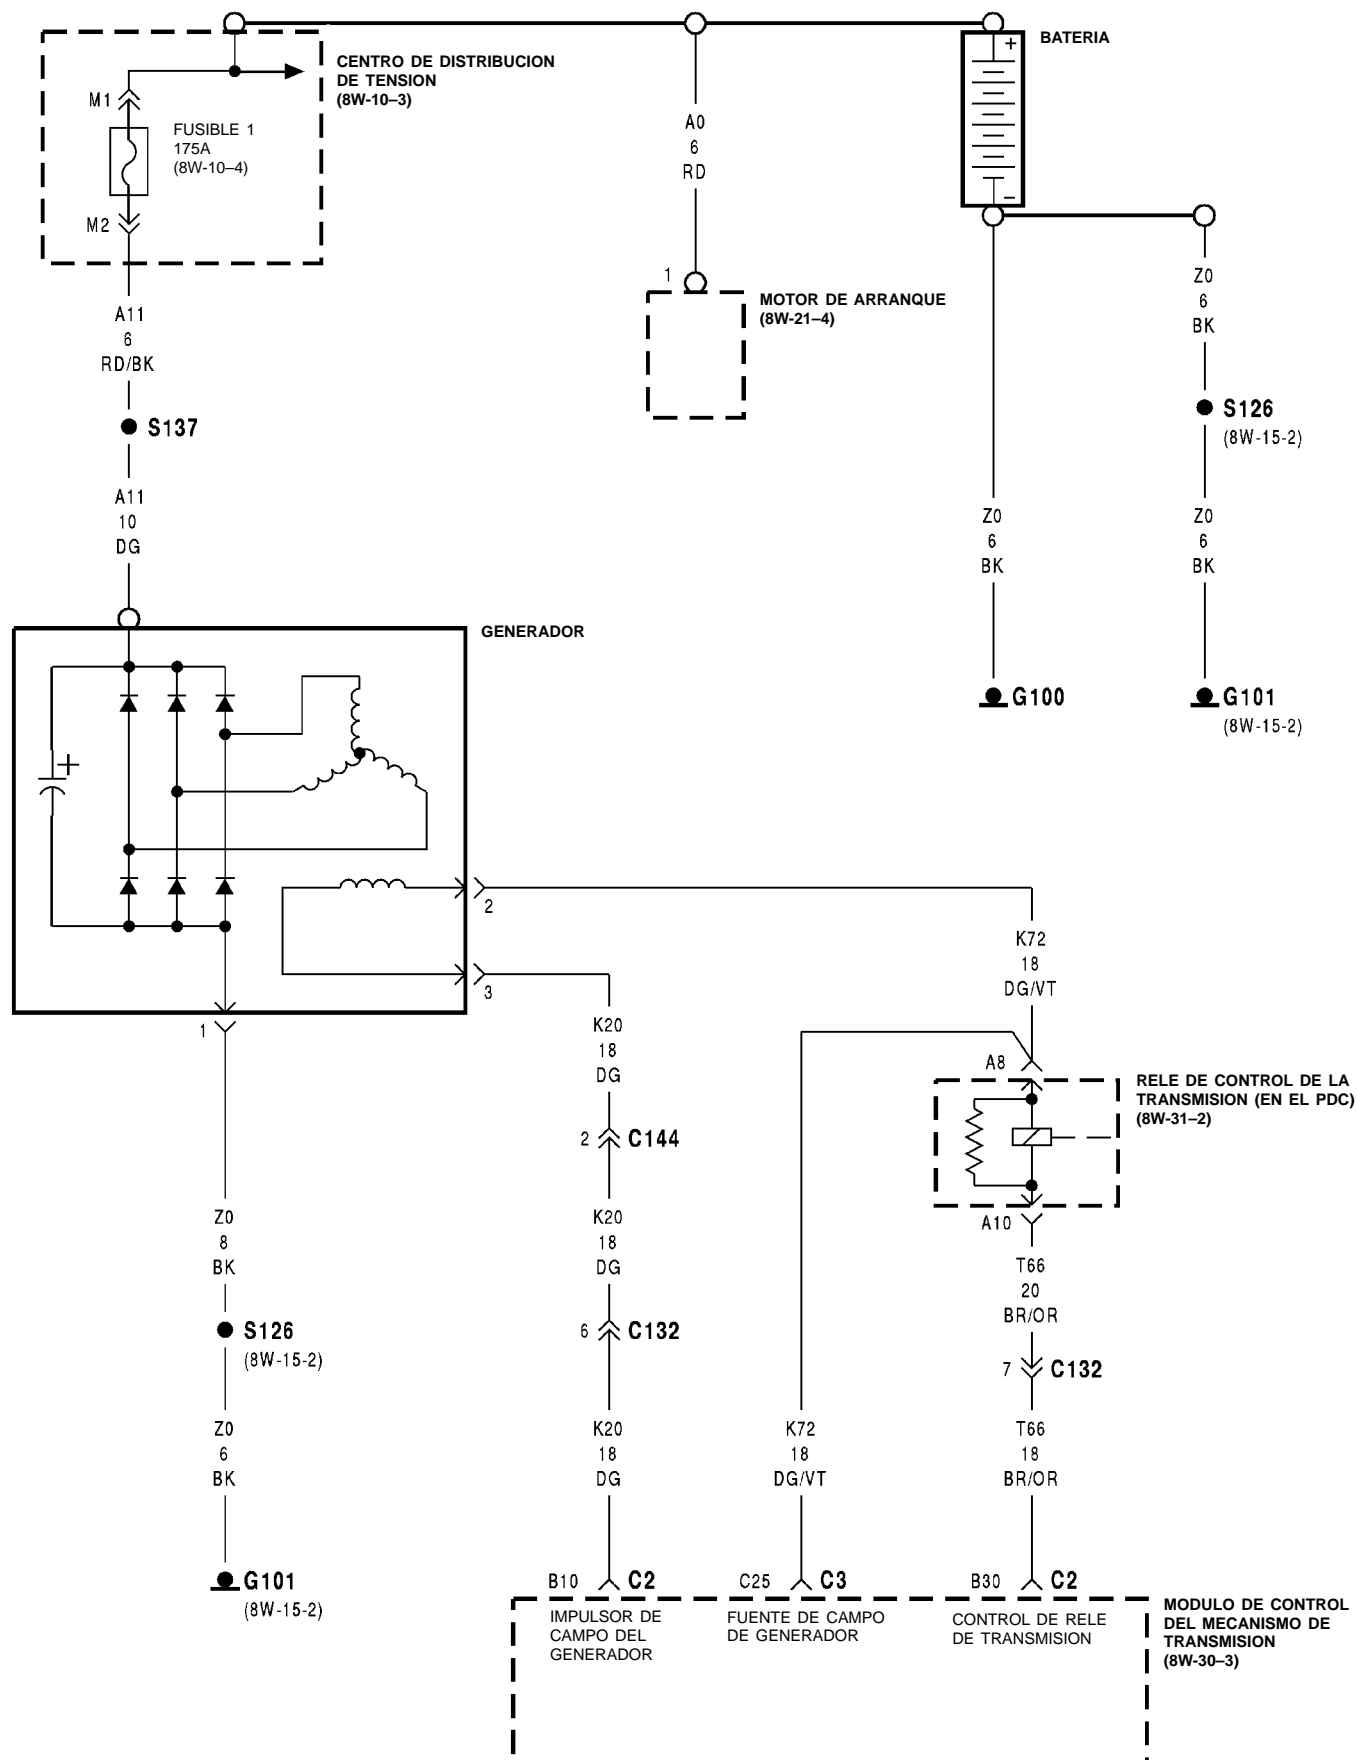 BATERIA
+
–
CENTRO DE DISTRIBUCION
DE TENSION
(8W-10–3)
M1
FUSIBLE 1
175A
(8W-10–4)
M2
A0
6
RD
1
MOTOR DE ARRANQUE
(8W-21–4)
A11
6
RD/BK
S137
A11
10
DG
Z0
6
BK
S126
(8W-15-2)
Z0
6
BK
Z0
6
BK
G100
G101
(8W-15-2)
GENERADOR
+
2
3
1
K72
18
DG/VT
K20
18
DG
A8
RELE DE CONTROL DE LA
TRANSMISION (EN EL PDC)
(8W-31–2)
2 C144
A10
Z0
8
BK
K20
18
DG
T66
20
BR/OR
S126
(8W-15-2)
6 C132
7 C132
Z0
6
BK
K20
18
DG
K72
18
DG/VT
T66
18
BR/OR
G101
(8W-15-2)
B10 C2
C25 C3
B30 C2
IMPULSOR DE
CAMPO DEL
GENERADOR
FUENTE DE CAMPO
DE GENERADOR
CONTROL DE RELE
DE TRANSMISION
MODULO DE CONTROL
DEL MECANISMO DE
TRANSMISION
(8W-30–3)